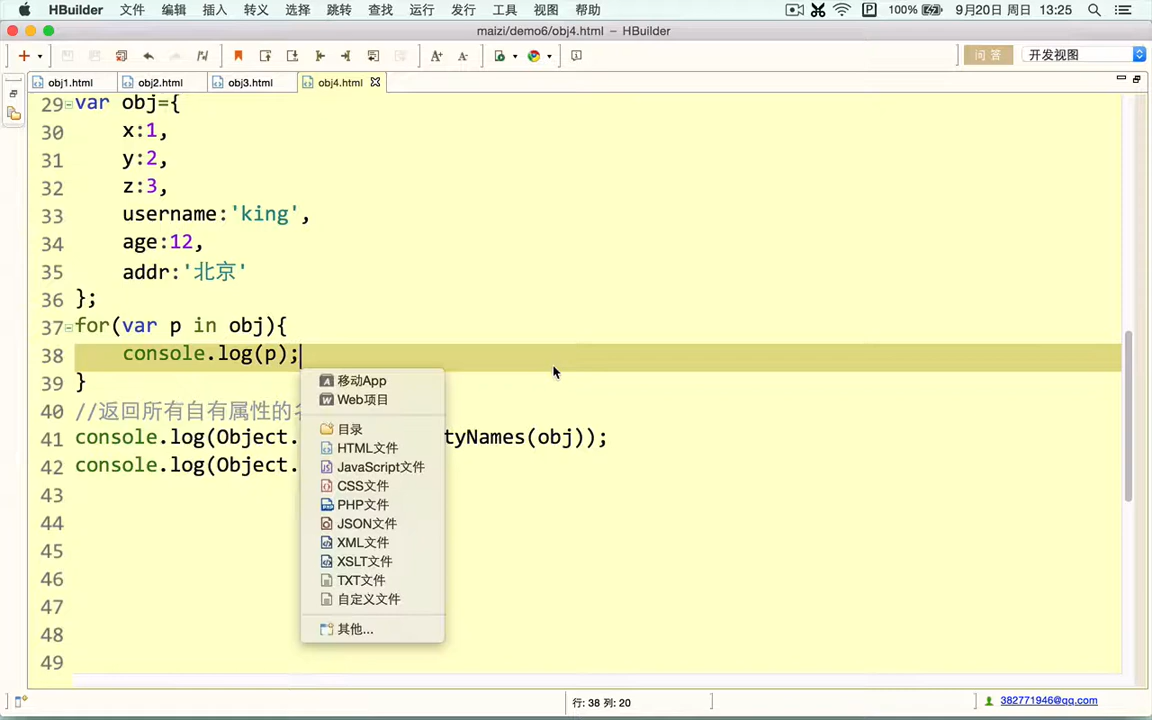 HBuilder 文件 编辑 插入 转义 选择 跳转 查找 运行 发行 工具 视图 帮助 100% 9月20日 周日 13:25
maizi/demo6/obj4.html – HBuilder
问 答 开发视图
obj1.html obj2.html obj3.html obj4.html
29 var obj={
30 x:1,
31 y:2,
32 z:3,
33 username:'king',
34 age:12,
35 addr:'北京'
36 };
37 for(var p in obj){
38 console.log(p);
39 }
40 //返回所有自有属性的
41 console.log(Object. tyNames(obj));
42 console.log(Object.
43
44
45
46
47
48
49
移动App
Web项目
目录
HTML文件
JavaScript文件
CSS文件
PHP文件
JSON文件
XML文件
XSLT文件
TXT文件
自定义文件
其他...
行: 38 列: 20
382771946@qq.com